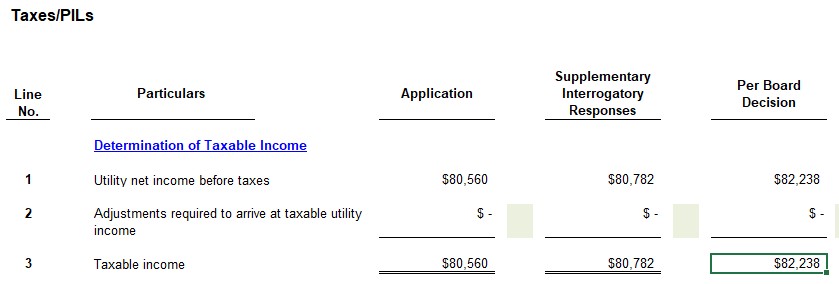 Taxes/PILs
Line No. Particulars Application Supplementary Interrogatory Responses Per Board Decision
Determination of Taxable Income
1 Utility net income before taxes $80,560 $80,782 $82,238
2 Adjustments required to arrive at taxable utility income $ - $ - $ -
3 Taxable income $80,560 $80,782 $82,238